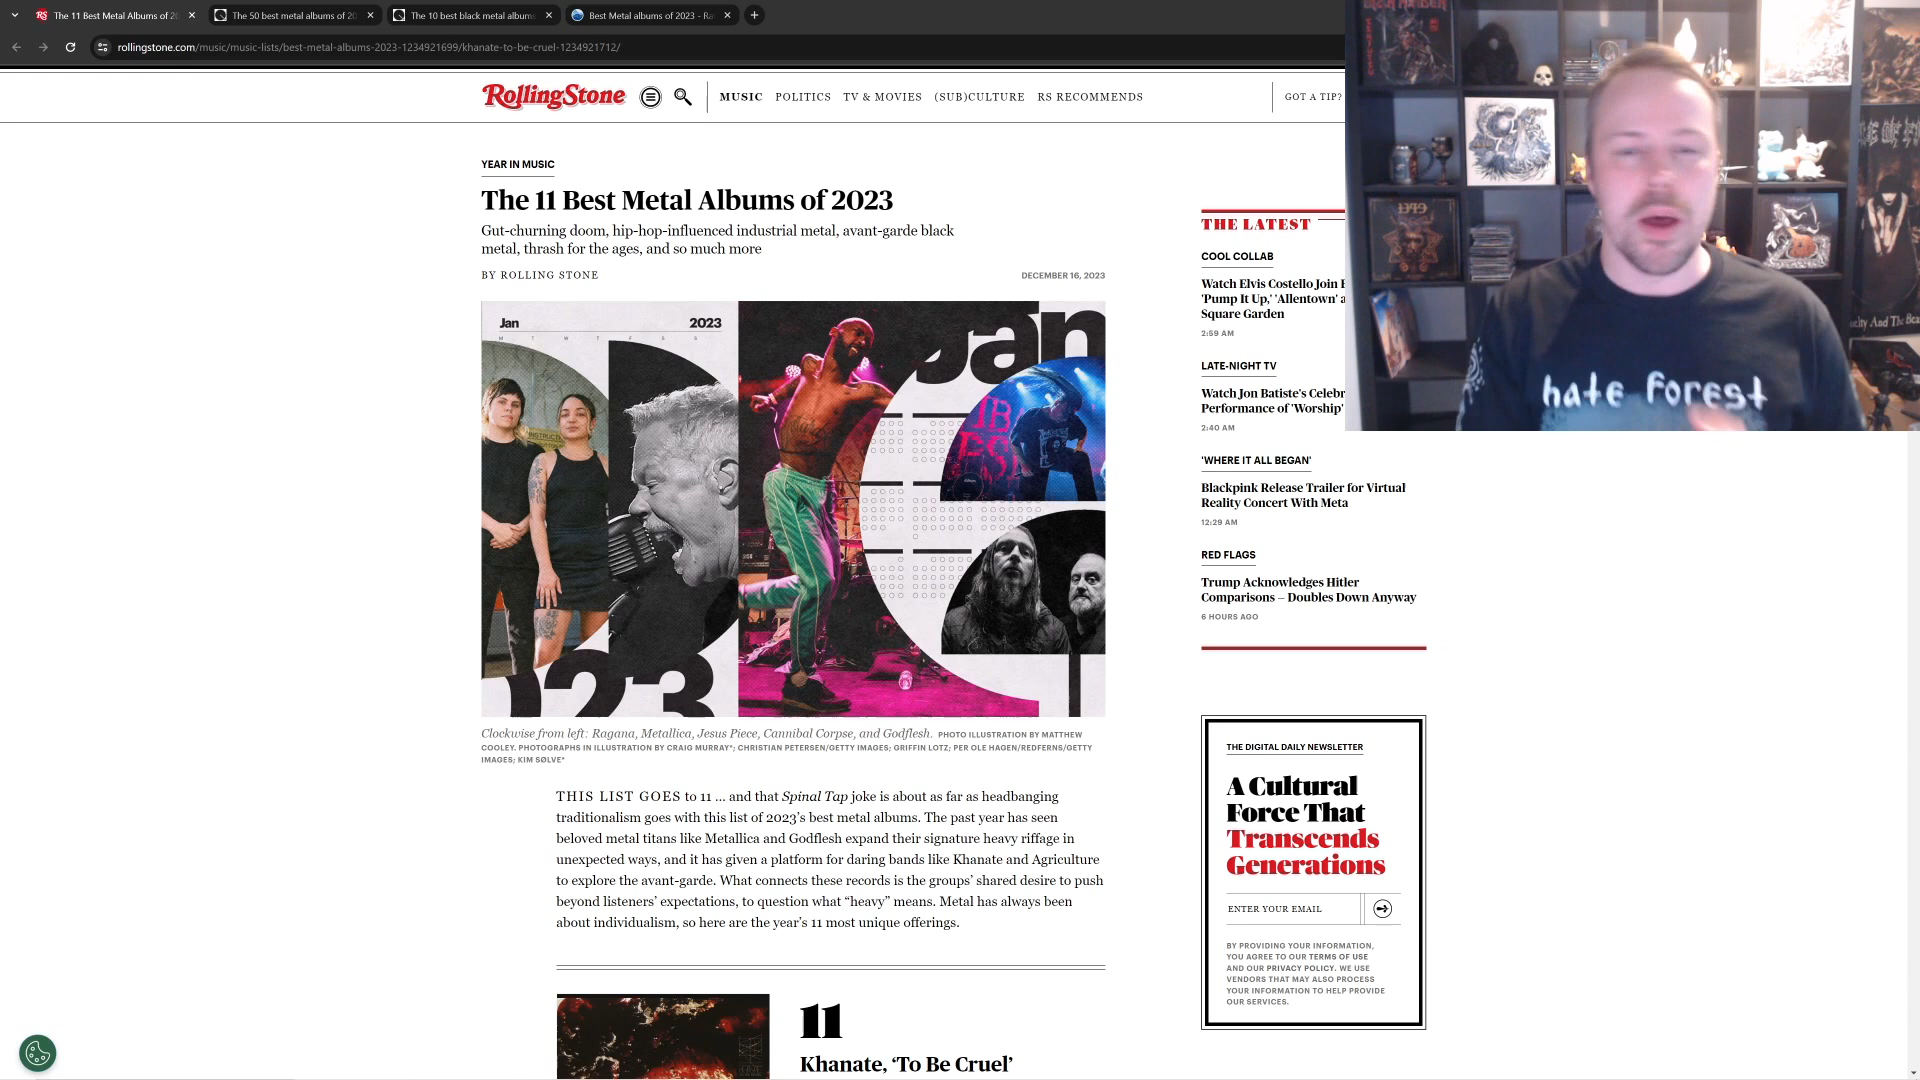 The 11 Best Metal Albums of 20
The 50 best metal albums of 20
The 10 best black metal albums
Best Metal albums of 2023 - Ra
rollingstone.com/music/music-lists/best-metal-albums-2023-1234921699/khanate-to-be-cruel-1234921712/
RollingStone
MUSIC POLITICS TV & MOVIES (SUB)CULTURE RS RECOMMENDS
GOT A TIP?
YEAR IN MUSIC
The 11 Best Metal Albums of 2023
Gut-churning doom, hip-hop-influenced industrial metal, avant-garde black
metal, thrash for the ages, and so much more
BY ROLLING STONE
DECEMBER 16, 2023
Jan 2023
M T W T F S S
Jan
023
Clockwise from left: Ragana, Metallica, Jesus Piece, Cannibal Corpse, and Godflesh. PHOTO ILLUSTRATION BY MATTHEW
COOLEY. PHOTOGRAPHS IN ILLUSTRATION BY CRAIG MURRAY*; CHRISTIAN PETERSEN/GETTY IMAGES; GRIFFIN LOTZ; PER OLE HAGEN/REDFERNS/GETTY
IMAGES; KIM SØLVE*
THIS LIST GOES to 11 … and that Spinal Tap joke is about as far as headbanging
traditionalism goes with this list of 2023’s best metal albums. The past year has seen
beloved metal titans like Metallica and Godflesh expand their signature heavy riffage in
unexpected ways, and it has given a platform for daring bands like Khanate and Agriculture
to explore the avant-garde. What connects these records is the groups’ shared desire to push
beyond listeners’ expectations, to question what “heavy” means. Metal has always been
about individualism, so here are the year’s 11 most unique offerings.
11
Khanate, ‘To Be Cruel’
THE LATEST
COOL COLLAB
Watch Elvis Costello Join
'Pump It Up,' 'Allentown' a
Square Garden
2:59 AM
LATE-NIGHT TV
Watch Jon Batiste's Celebr
Performance of 'Worship'
2:40 AM
'WHERE IT ALL BEGAN'
Blackpink Release Trailer for Virtual
Reality Concert With Meta
12:29 AM
RED FLAGS
Trump Acknowledges Hitler
Comparisons – Doubles Down Anyway
6 HOURS AGO
THE DIGITAL DAILY NEWSLETTER
A Cultural
Force That
Transcends
Generations
ENTER YOUR EMAIL
BY PROVIDING YOUR INFORMATION,
YOU AGREE TO OUR TERMS OF USE
AND OUR PRIVACY POLICY. WE USE
VENDORS THAT MAY ALSO PROCESS
YOUR INFORMATION TO HELP PROVIDE
OUR SERVICES.
IRON MAIDEN
1349
hate forest
elty And The Bea